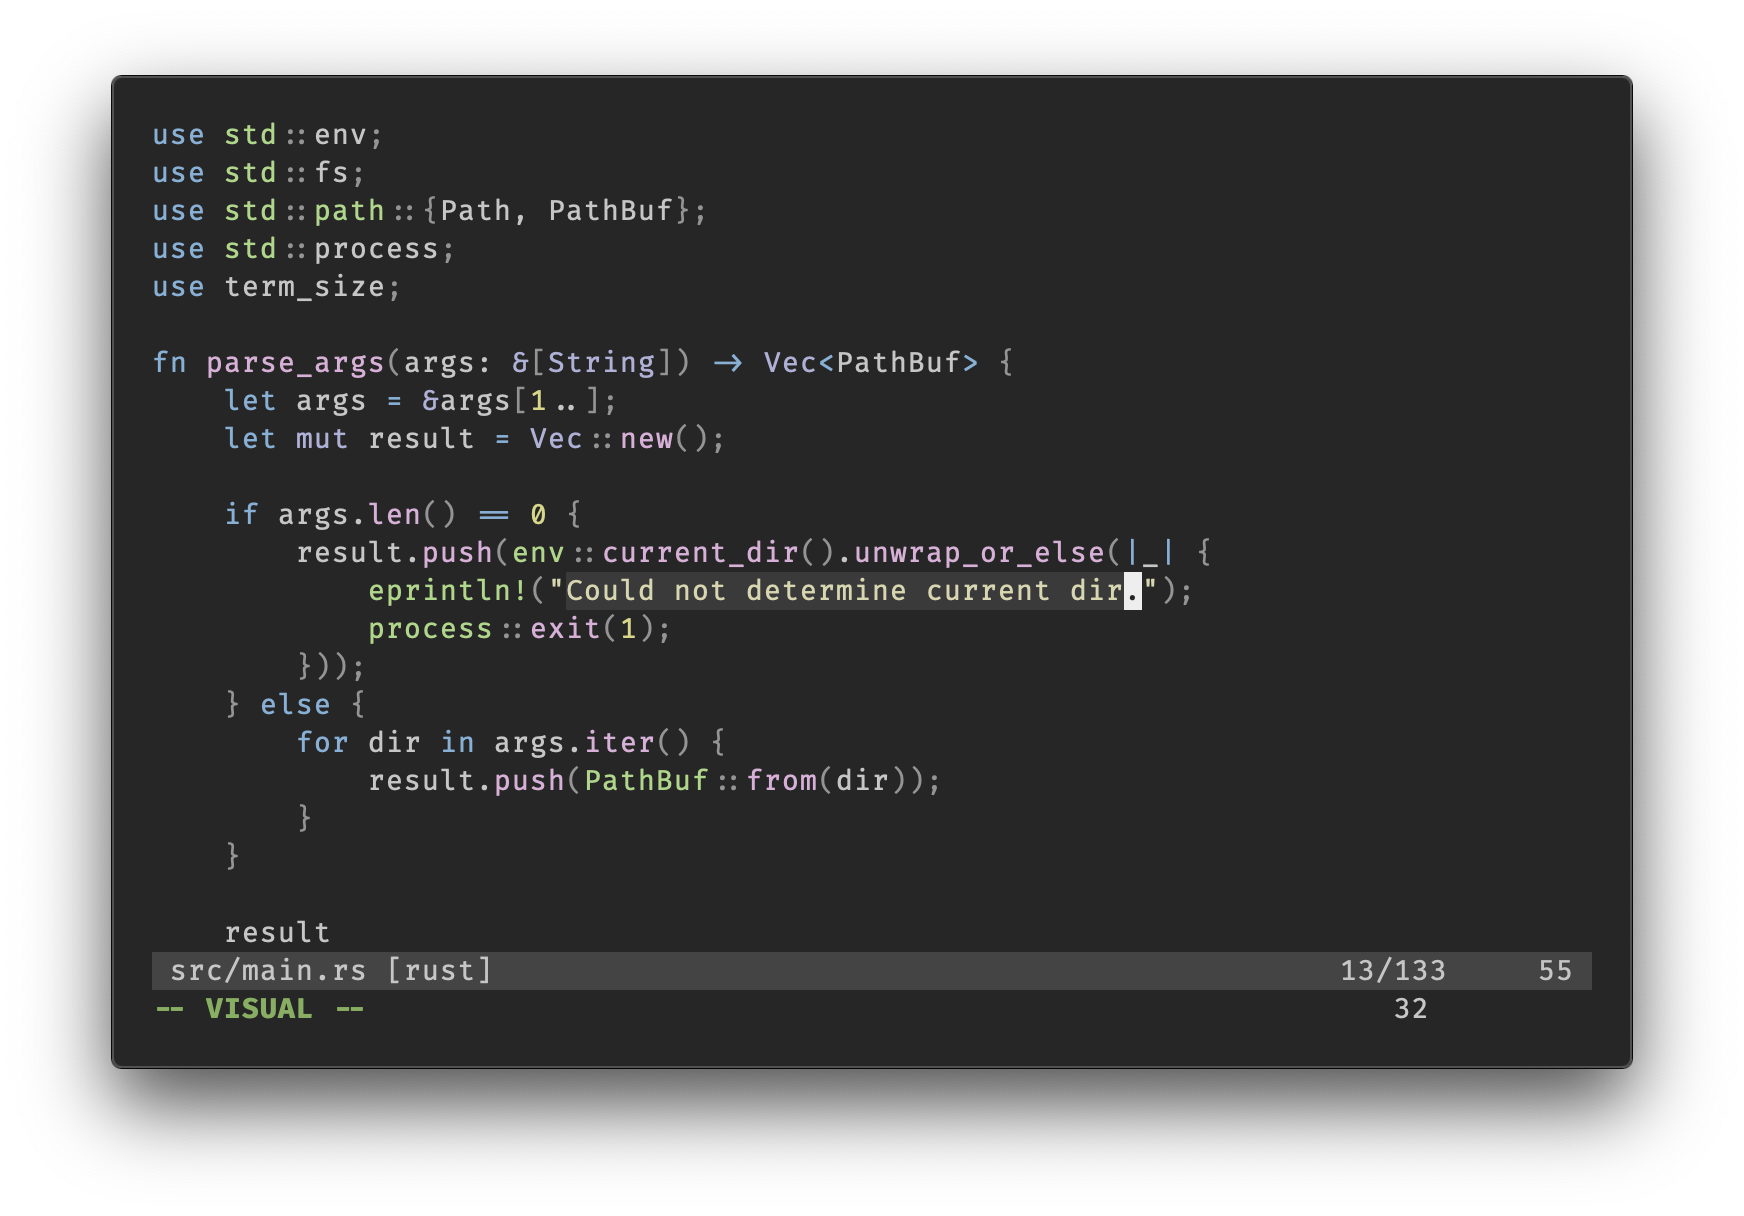 use std::env;
use std::fs;
use std::path::{Path, PathBuf};
use std::process;
use term_size;

fn parse_args(args: &[String]) -> Vec<PathBuf> {
    let args = &args[1..];
    let mut result = Vec::new();

    if args.len() == 0 {
        result.push(env::current_dir().unwrap_or_else(|_| {
            eprintln!("Could not determine current dir.");
            process::exit(1);
        }));
    } else {
        for dir in args.iter() {
            result.push(PathBuf::from(dir));
        }
    }

    result
src/main.rs [rust] 13/133 55
-- VISUAL -- 32